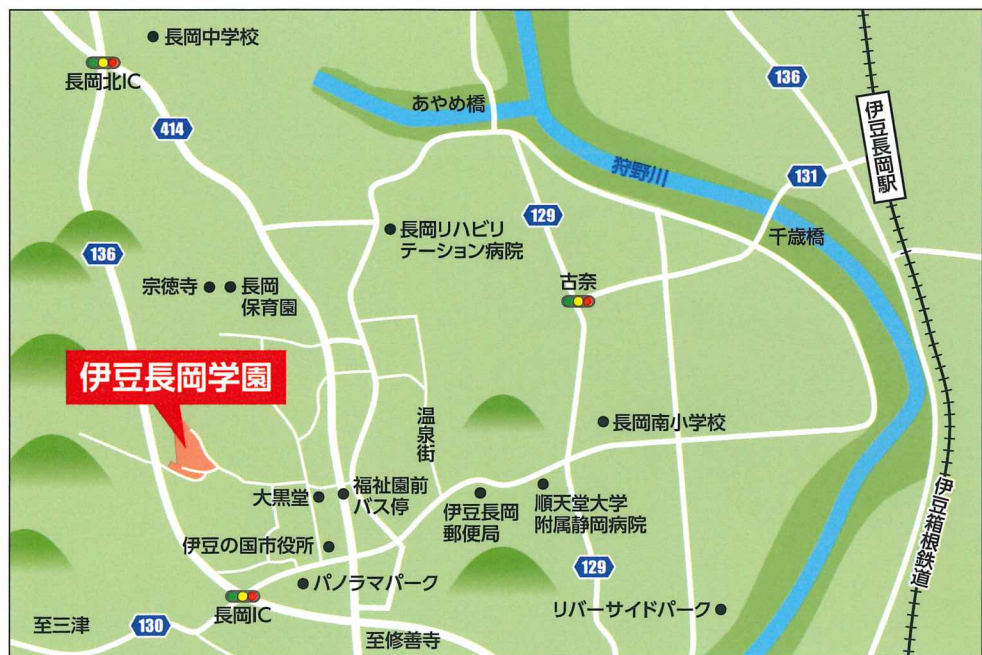 長岡中学校
長岡北IC
414
あやめ橋
136
伊豆長岡駅
狩野川
131
129
千歳橋
136
長岡リハビリ
テーション病院
宗徳寺
長岡
保育園
古奈
伊豆長岡学園
温泉街
長岡南小学校
大黒堂
福祉園前
バス停
伊豆長岡
郵便局
順天堂大学
附属静岡病院
伊豆箱根鉄道
伊豆の国市役所
パノラマパーク
129
長岡IC
リバーサイドパーク
至三津
130
至修善寺